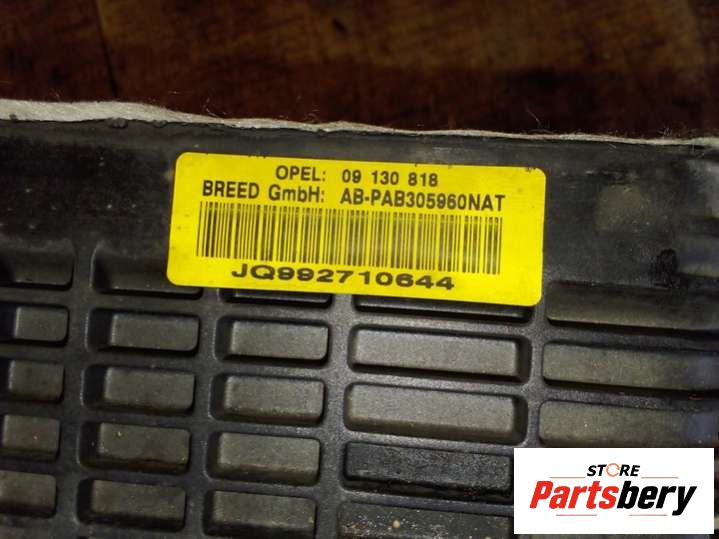 OPEL: 09 130 818
BREED GmbH: AB-PAB305960NAT
JQ992710644
STORE
Partsbery